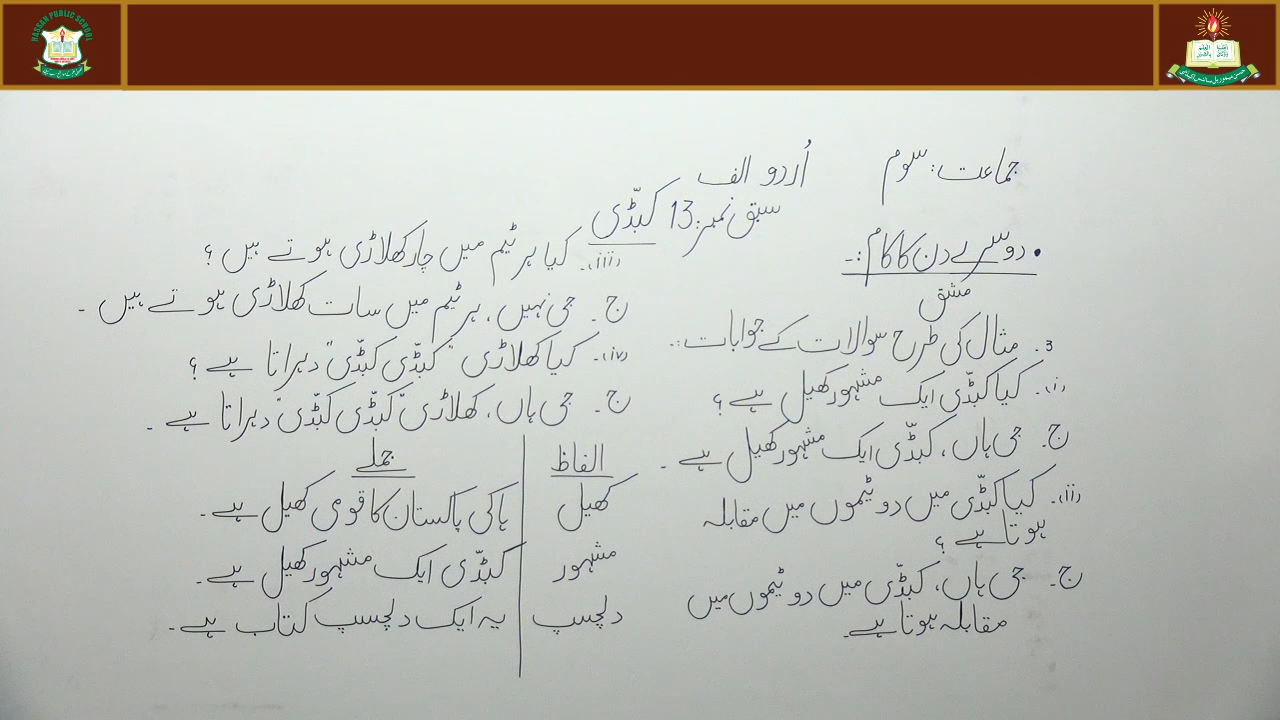 HASSAN PUBLIC SCHOOL
جماعت: سوم
اُردو الف
سبق نمبر: 13 کبڈّی
• دوسرے دن کا کام:-
مشق
3. مثال کی طرح سوالات کے جوابات:-
(i)- کیا کبڈّی ایک مشہور کھیل ہے؟
ج- جی ہاں، کبڈّی ایک مشہور کھیل ہے -
(ii)- کیا کبڈّی میں دو ٹیموں میں مقابلہ
ہوتا ہے؟
ج- جی ہاں، کبڈّی میں دو ٹیموں میں
مقابلہ ہوتا ہے-
(iii)- کیا ہر ٹیم میں چار کھلاڑی ہوتے ہیں؟
ج- جی نہیں، ہر ٹیم میں سات کھلاڑی ہوتے ہیں -
(iv)- کیا کھلاڑی "کبڈّی کبڈّی" دہراتا ہے؟
ج- جی ہاں، کھلاڑی "کبڈّی کبڈّی" دہراتا ہے -
الفاظ جملے
کھیل ہاکی پاکستان کا قومی کھیل ہے -
مشہور کبڈّی ایک مشہور کھیل ہے -
دلچسپ یہ ایک دلچسپ کتاب ہے -